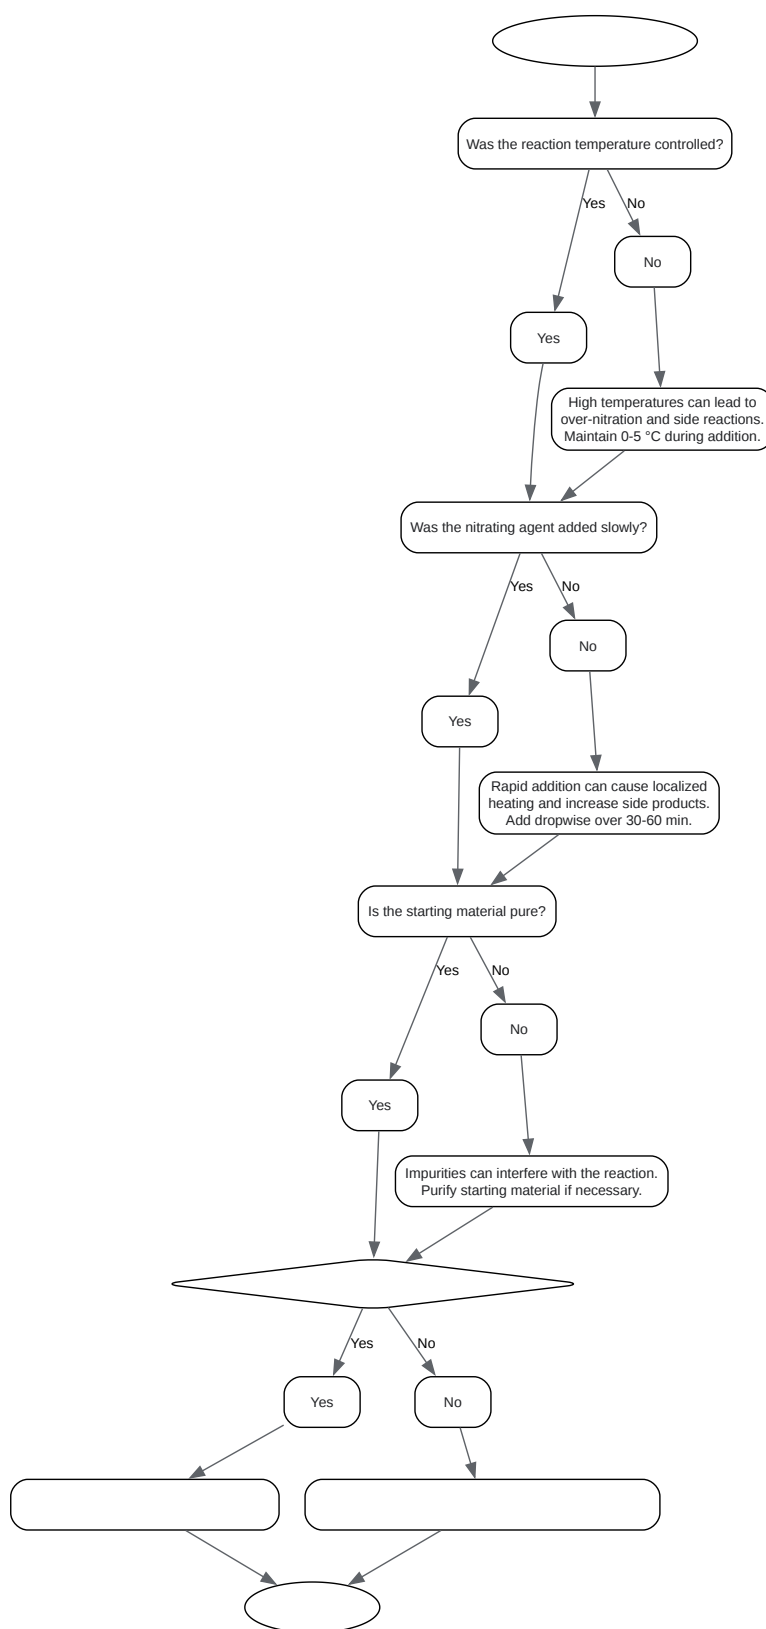 Was the reaction temperature controlled?
Yes
No
No
Yes
High temperatures can lead to
over-nitration and side reactions.
Maintain 0-5 °C during addition.
Was the nitrating agent added slowly?
Yes
No
No
Yes
Rapid addition can cause localized
heating and increase side products.
Add dropwise over 30-60 min.
Is the starting material pure?
Yes
No
No
Yes
Impurities can interfere with the reaction.
Purify starting material if necessary.
Yes
No
Yes
No